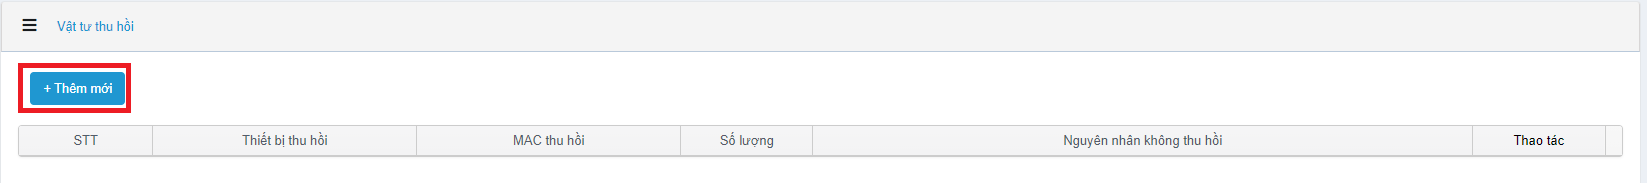 Vật tư thu hồi
+ Thêm mới
STT Thiết bị thu hồi MAC thu hồi Số lượng Nguyên nhân không thu hồi Thao tác